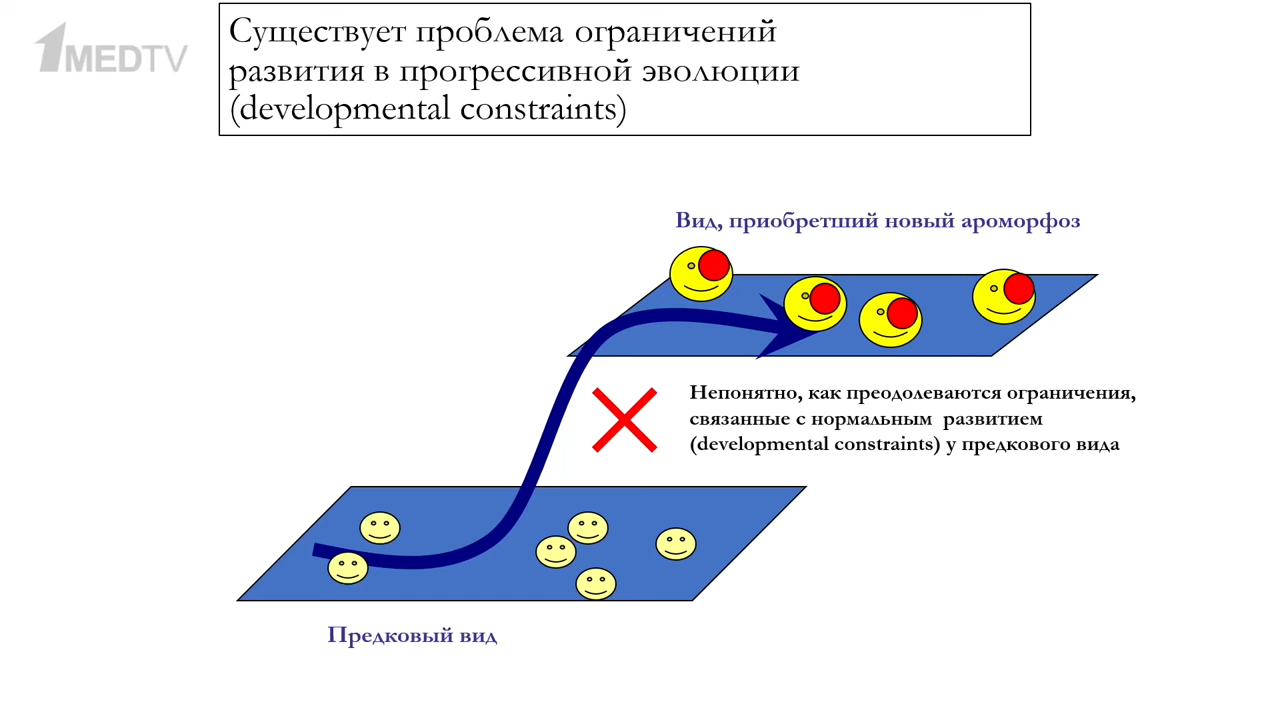 1MEDTV
Существует проблема ограничений
развития в прогрессивной эволюции
(developmental constraints)
Вид, приобретший новый ароморфоз
Непонятно, как преодолеваются ограничения,
связанные с нормальным развитием
(developmental constraints) у предкового вида
Предковый вид